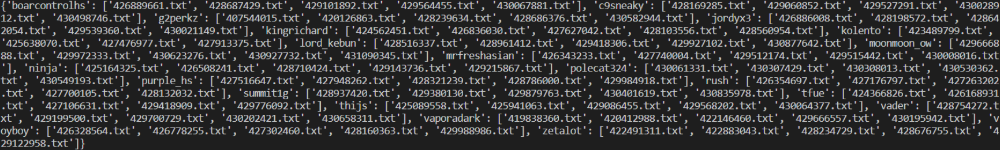 {'boarcontrolhs': ['426889661.txt', '428687429.txt', '429101892.txt', '429564455.txt', '430067881.txt'], 'c9sneaky': ['428169285.txt', '429060852.txt', '429527291.txt', '4300289
12.txt', '430498746.txt'], 'g2perkz': ['407544015.txt', '420126863.txt', '428239634.txt', '428686376.txt', '430582944.txt'], 'jordyx3': ['426886008.txt', '428198572.txt', '42864
2054.txt', '429539360.txt', '430021149.txt'], 'kingrichard': ['424562451.txt', '426836030.txt', '427627042.txt', '428103556.txt', '428560954.txt'], 'kolento': ['423489799.txt',
'425638070.txt', '427476977.txt', '427913375.txt'], 'lord_kebun': ['428516337.txt', '428961412.txt', '429418306.txt', '429927102.txt', '430877642.txt'], 'moonmoon_ow': ['4296668
88.txt', '429972333.txt', '430623276.txt', '430927732.txt', '431090345.txt'], 'mrfreshasian': ['426343233.txt', '427740004.txt', '429512174.txt', '429515442.txt', '430008016.txt
'], 'ninja': ['425164325.txt', '426508241.txt', '428710424.txt', '429143736.txt', '429215867.txt'], 'polecat324': ['430061331.txt', '430307429.txt', '430308013.txt', '430530362.
txt', '430549193.txt'], 'purple_hs': ['427516647.txt', '427948262.txt', '428321239.txt', '428786000.txt', '429984918.txt'], 'rush': ['426354697.txt', '427176797.txt', '427263202
.txt', '427700105.txt', '428132032.txt'], 'summit1g': ['428937420.txt', '429380130.txt', '429879763.txt', '430401619.txt', '430835978.txt'], 'tfue': ['424366826.txt', '426168931
.txt', '427106631.txt', '429418909.txt', '429776092.txt'], 'thijs': ['425089558.txt', '425941063.txt', '429086455.txt', '429568202.txt', '430064377.txt'], 'vader': ['428754272.t
xt', '429199500.txt', '429700729.txt', '430202421.txt', '430658311.txt'], 'vaporadark': ['419838360.txt', '420412988.txt', '422146460.txt', '429666557.txt', '430195942.txt'], 'v
oyboy': ['426328564.txt', '426778255.txt', '427302460.txt', '428160363.txt', '429988986.txt'], 'zetalot': ['422491311.txt', '422883043.txt', '428234729.txt', '428676755.txt', '4
29122958.txt']}